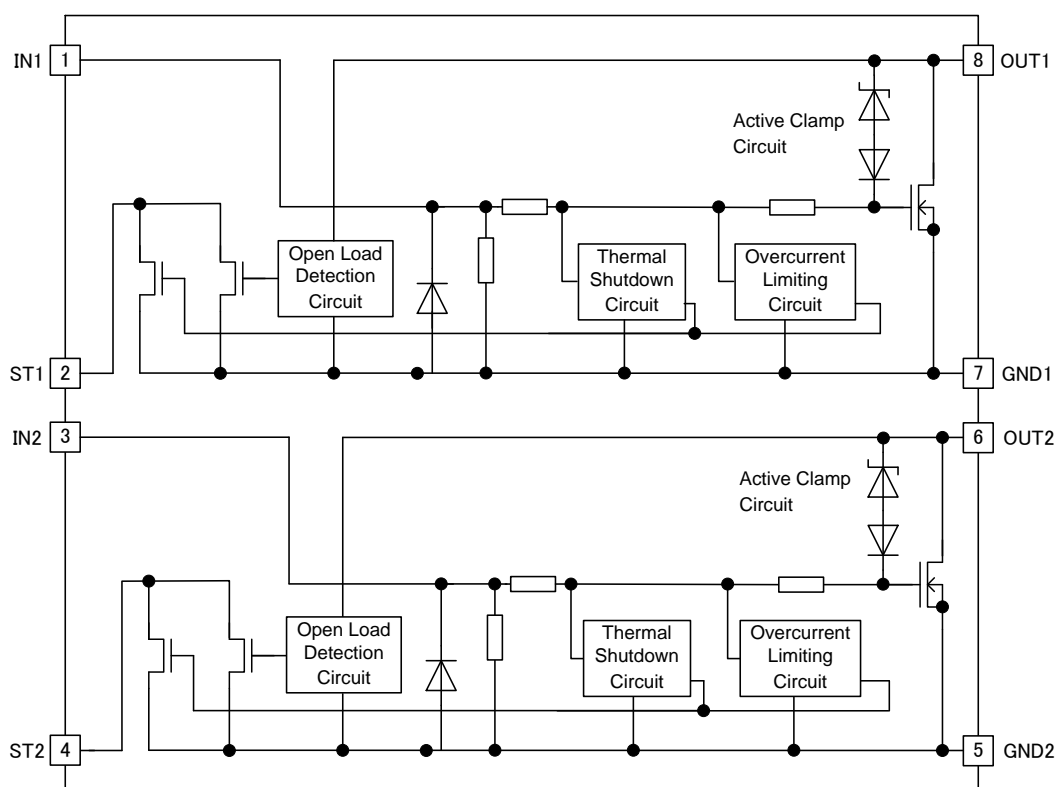 IN1
1
8
OUT1
Active Clamp
Circuit
Open Load
Detection
Circuit
Thermal
Shutdown
Circuit
Overcurrent
Limiting
Circuit
ST1
2
7
GND1
IN2
3
6
OUT2
Active Clamp
Circuit
Open Load
Detection
Circuit
Thermal
Shutdown
Circuit
Overcurrent
Limiting
Circuit
ST2
4
5
GND2